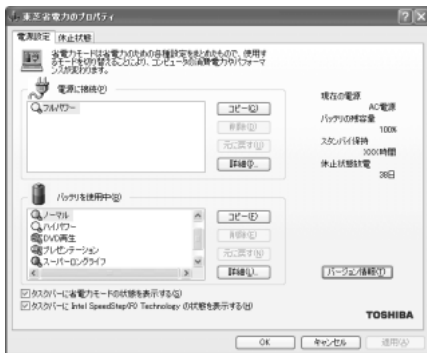 東芝省電力のプロパティ
電源設定 休止状態
省電力モードは省電力のための各種設定をまとめたもので、使用す
るモードを切り替えることにより、コンピュータの消費電力やパフォーマ
ンスが変わります。
電源に接続(P)
フルパワー
コピー(C)
削除(D)
元に戻す(U)
詳細(I)...
現在の電源
AC電源
バッテリの残容量
100%
スタンバイ保持
XXX時間
休止状態放電
38日
バッテリを使用中(B)
ノーマル
ハイパワー
DVD再生
プレゼンテーション
スーパーロングライフ
コピー(F)
削除(E)
元に戻す(N)
詳細(L)...
バージョン情報(T)
タスクバーに省電力モードの状態を表示する(S)
タスクバーに Intel SpeedStep(R) Technology の状態を表示する(H)
TOSHIBA
OK
キャンセル
適用(A)